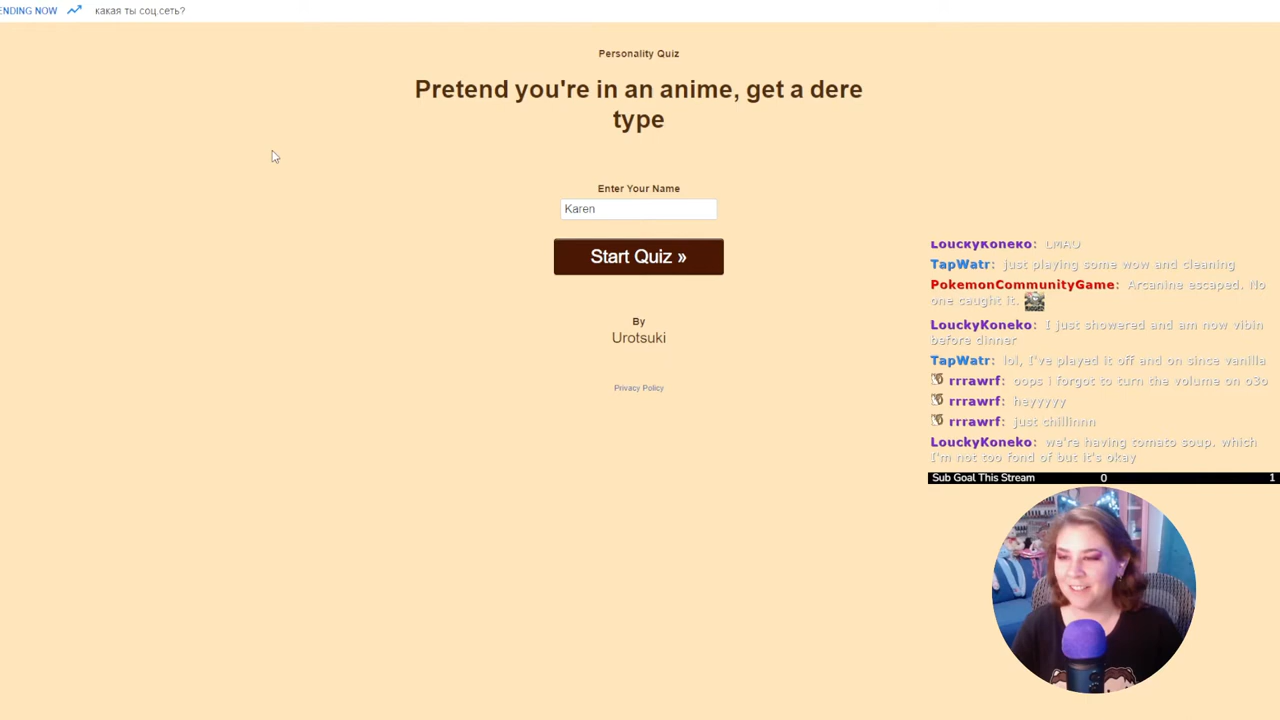 ENDING NOW
какая ты соц.сеть?
Personality Quiz
Pretend you're in an anime, get a dere
type
Enter Your Name
Karen
Start Quiz »
By
Urotsuki
Privacy Policy
LouckyKoneko: LMAO
TapWatr: just playing some wow and cleaning
PokemonCommunityGame: Arcanine escaped. No
one caught it.
LouckyKoneko: I just showered and am now vibin
before dinner
TapWatr: lol, I've played it off and on since vanilla
rrrawrf: oops i forgot to turn the volume on o3o
rrrawrf: heyyyyy
rrrawrf: just chillinnn
LouckyKoneko: we're having tomato soup. which
I'm not too fond of but it's okay
Sub Goal This Stream 0 1